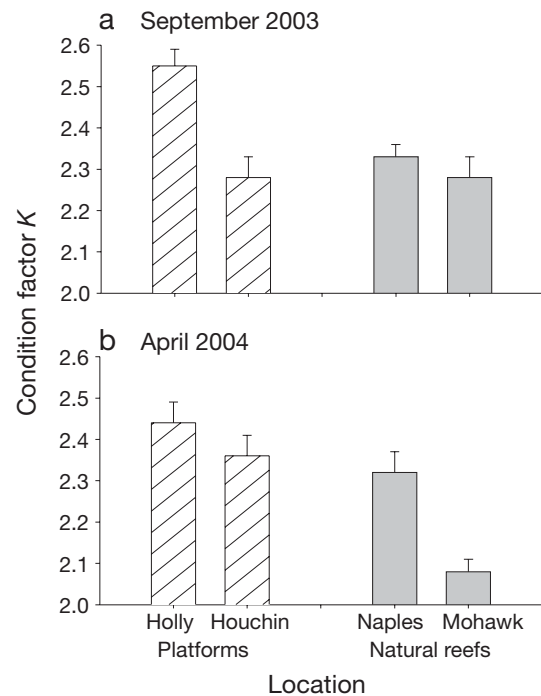 a September 2003
2.6
2.5
2.4
2.3
2.2
2.1
2.0
Condition factor K
b April 2004
2.6
2.5
2.4
2.3
2.2
2.1
2.0
Holly Houchin Naples Mohawk
Platforms Natural reefs
Location